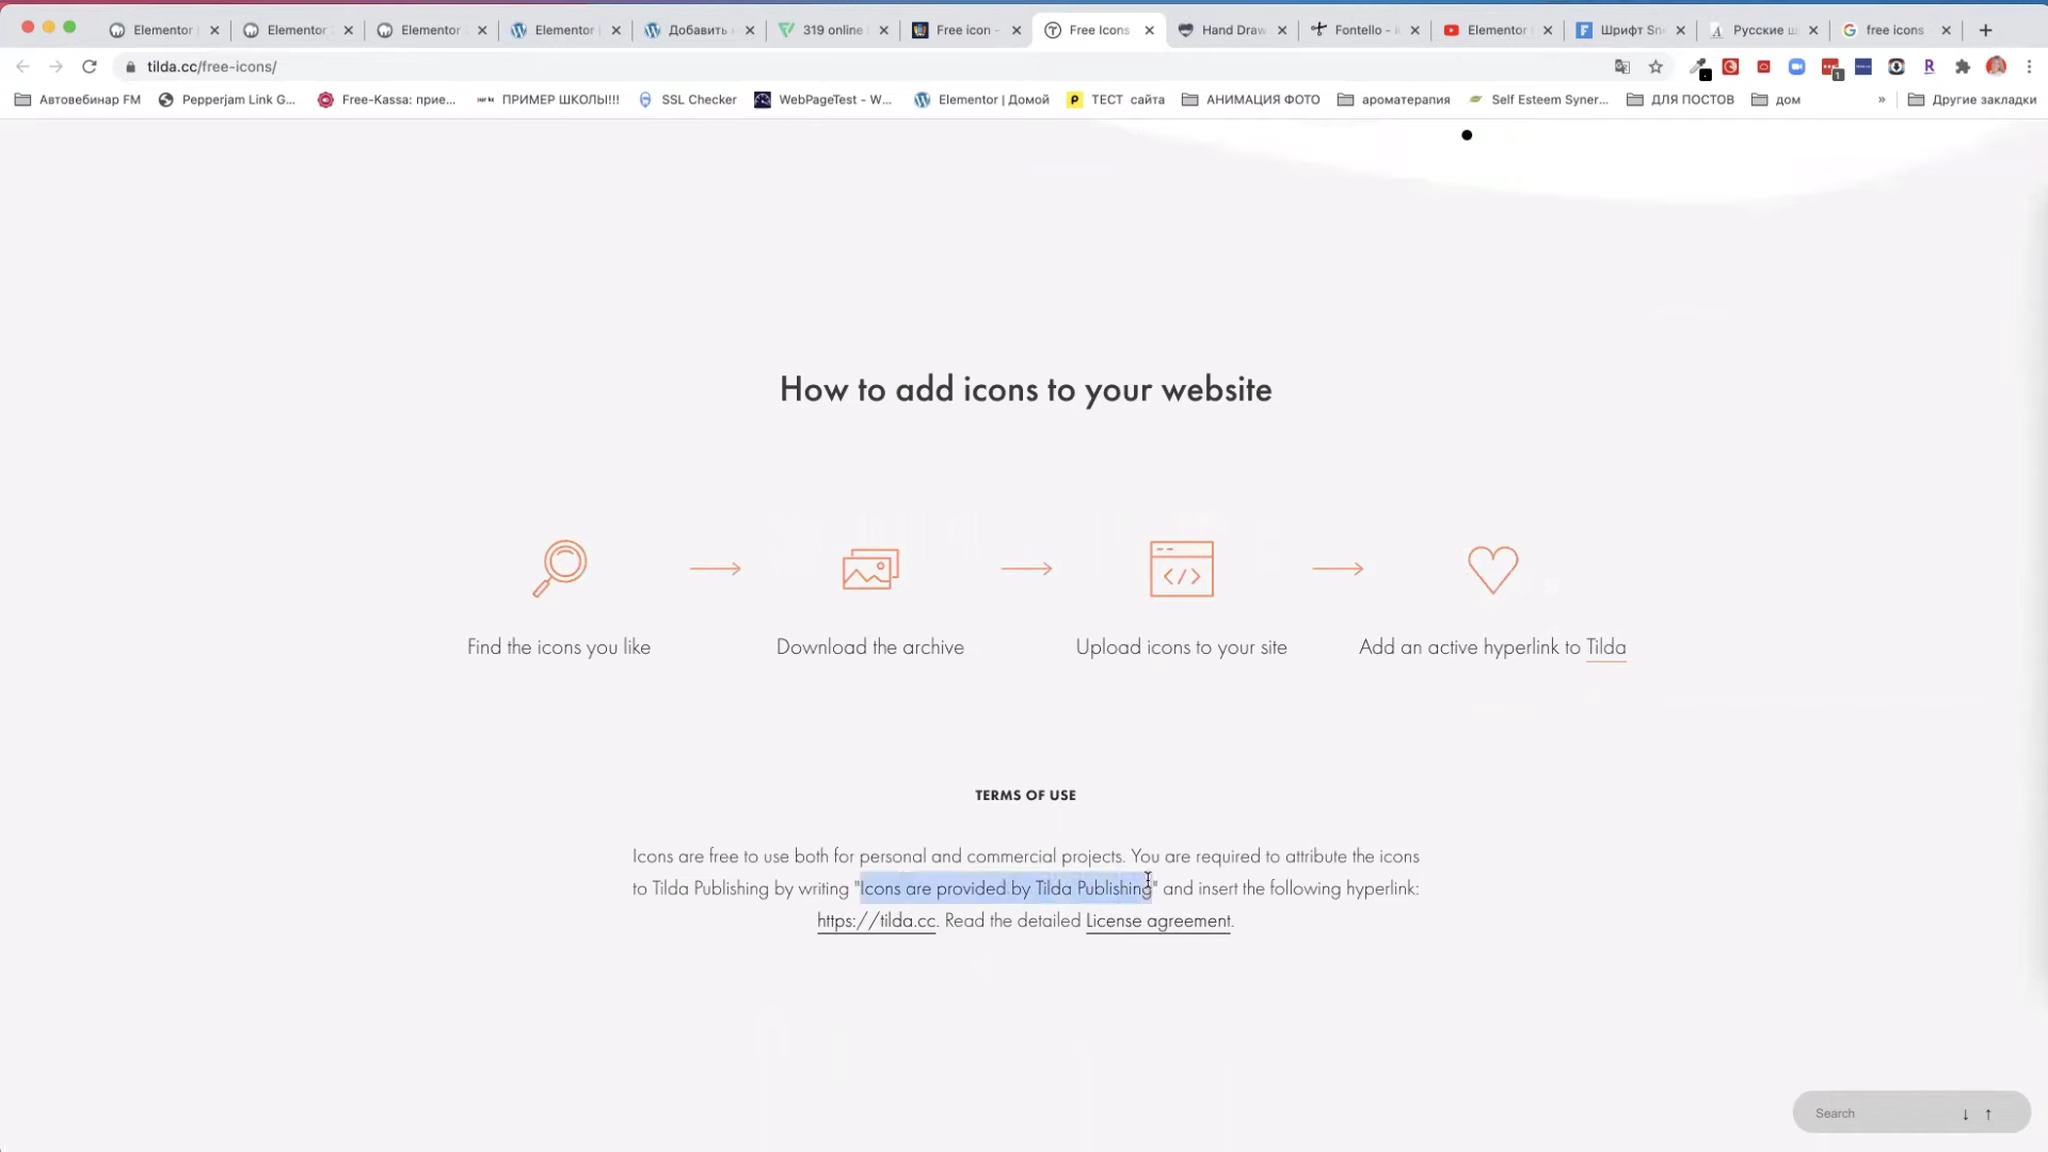 Elementor
Elementor
Elementor
Elementor
Добавить
319 online
Free icon -
Free Icons
Hand Draw
Fontello - i
Elementor
Шрифт Sn
Русские ш
free icons
tilda.cc/free-icons/
1
Автовебинар FM
Pepperjam Link G...
Free-Kassa: прие...
ПРИМЕР ШКОЛЫ!!!
SSL Checker
WebPageTest - W...
Elementor | Домой
ТЕСТ сайта
АНИМАЦИЯ ФОТО
ароматерапия
Self Esteem Syner...
ДЛЯ ПОСТОВ
дом
»
Другие закладки
How to add icons to your website
Find the icons you like
Download the archive
Upload icons to your site
Add an active hyperlink to Tilda
TERMS OF USE
Icons are free to use both for personal and commercial projects. You are required to attribute the icons
to Tilda Publishing by writing "Icons are provided by Tilda Publishing" and insert the following hyperlink:
https://tilda.cc. Read the detailed License agreement.
Search